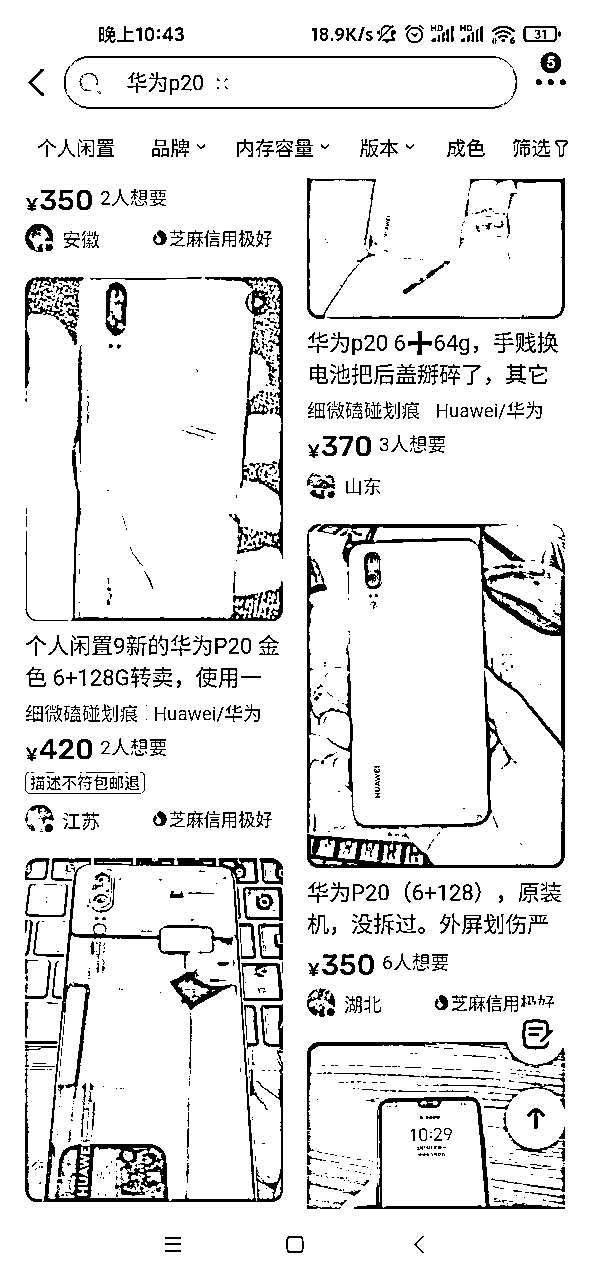 晚上10:43
18.9K/s
31
华为p20
5
个人闲置 品牌 内存容量 版本 成色 筛选
¥350 2人想要
安徽 芝麻信用极好
个人闲置9新的华为P20 金
色 6+128G转卖，使用一
细微磕碰划痕 Huawei/华为
¥420 2人想要
描述不符包邮退
江苏 芝麻信用极好
HUAWEI
华为p20 6➕64g，手贱换
电池把后盖掰碎了，其它
细微磕碰划痕 Huawei/华为
¥370 3人想要
山东
HUAWEI
华为P20（6+128），原装
机，没拆过。外屏划伤严
¥350 6人想要
湖北 芝麻信用极好
10:29